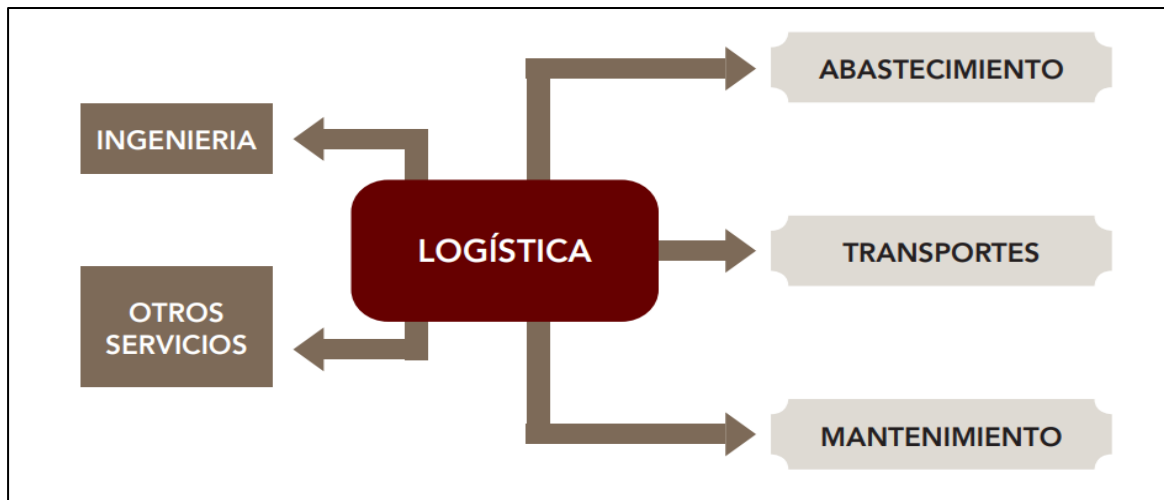 ABASTECIMIENTO
INGENIERIA
LOGÍSTICA
TRANSPORTES
OTROS
SERVICIOS
MANTENIMIENTO